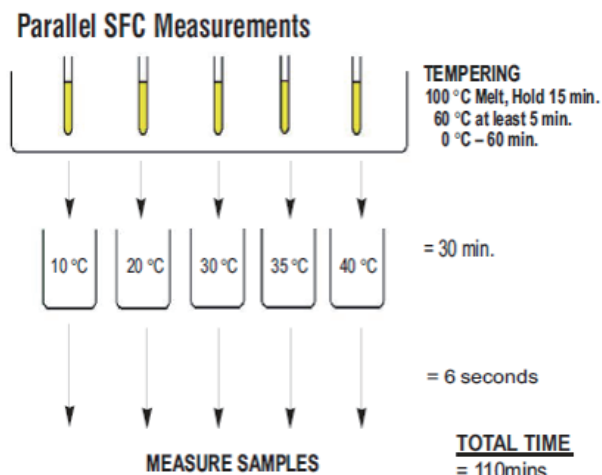 Parallel SFC Measurements
TEMPERING
100 °C Melt, Hold 15 min.
60 °C at least 5 min.
0 °C – 60 min.
10 °C 20 °C 30 °C 35 °C 40 °C
= 30 min.
= 6 seconds
MEASURE SAMPLES
TOTAL TIME
= 110mins